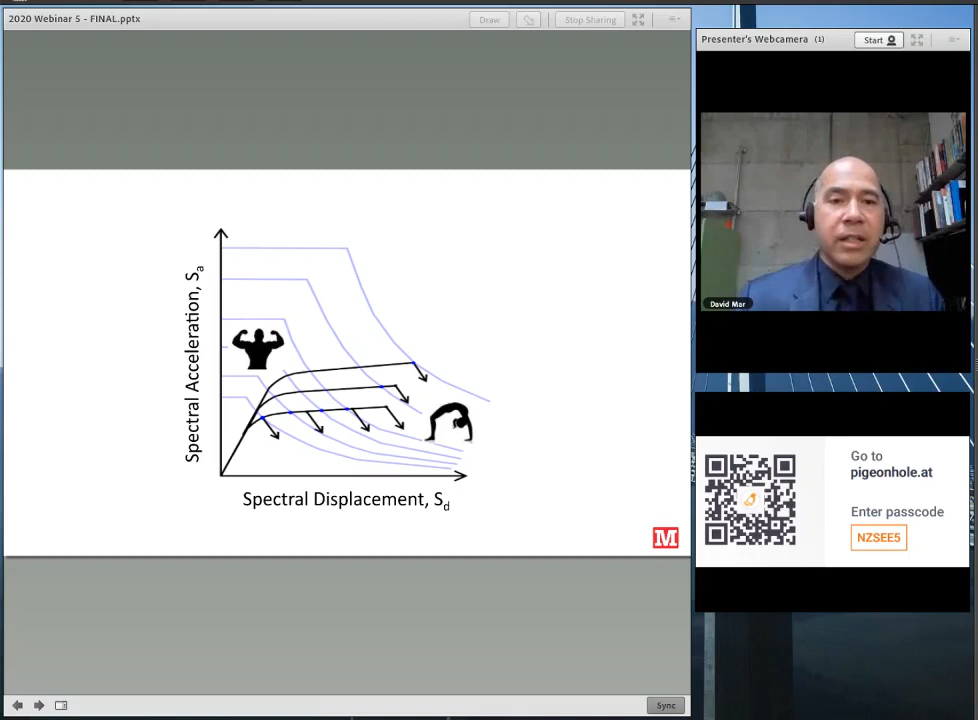 2020 Webinar 5 - FINAL.pptx
Draw
Stop Sharing
Presenter's Webcamera (1)
Start
Spectral Acceleration, Sa
Spectral Displacement, Sd
M
David Mar
Go to
pigeonhole.at
Enter passcode
NZSEE5
Sync